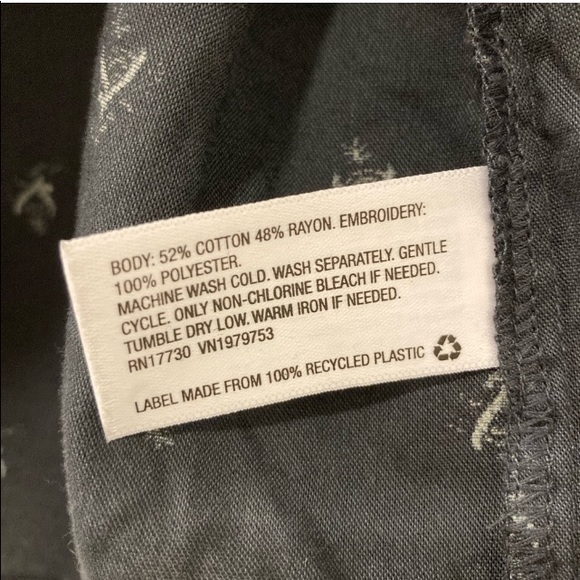 BODY: 52% COTTON 48% RAYON. EMBROIDERY:
100% POLYESTER.
MACHINE WASH COLD. WASH SEPARATELY. GENTLE
CYCLE. ONLY NON-CHLORINE BLEACH IF NEEDED.
TUMBLE DRY LOW. WARM IRON IF NEEDED.
RN17730 VN1979753
LABEL MADE FROM 100% RECYCLED PLASTIC